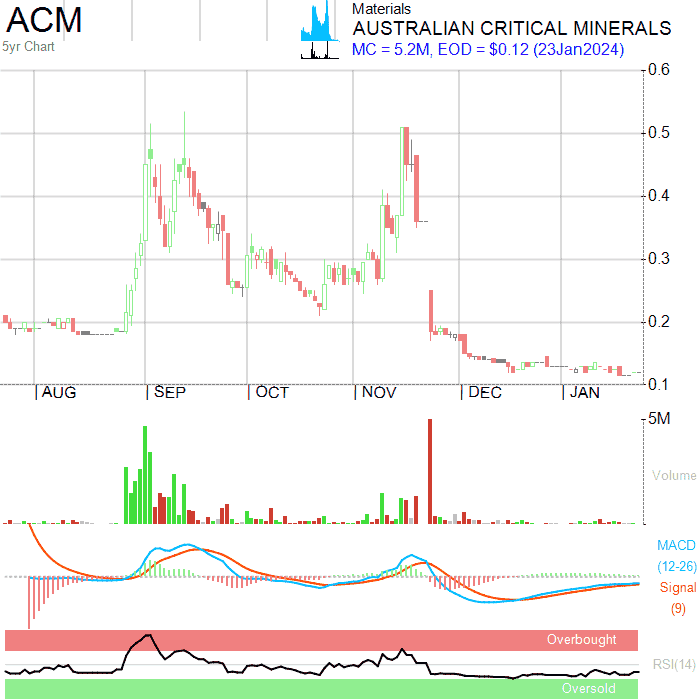 ACM
5yr Chart
Materials
AUSTRALIAN CRITICAL MINERALS
MC = 5.2M, EOD = $0.12 (23Jan2024)
0.6
0.5
0.4
0.3
0.2
0.1
AUG SEP OCT NOV DEC JAN
5M
Volume
MACD
(12-26)
Signal
(9)
Overbought
RSI(14)
Oversold